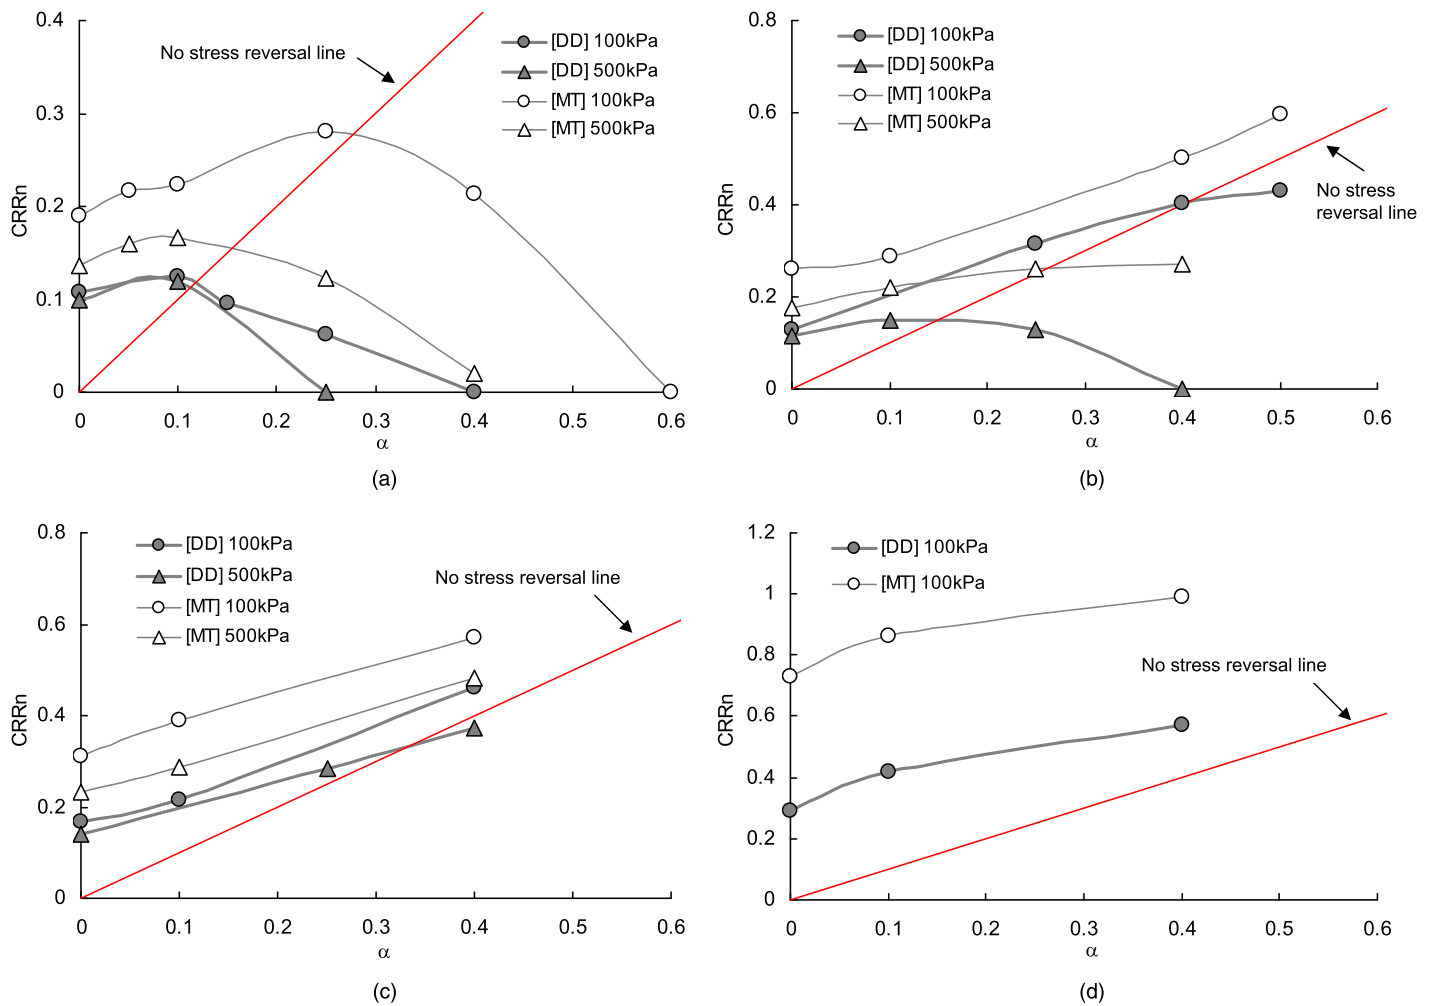 0.4
0.3
0.2
0.1
0
CRRn
No stress reversal line
[DD] 100kPa
[DD] 500kPa
[MT] 100kPa
[MT] 500kPa
0 0.1 0.2 0.3 0.4 0.5 0.6
α
(a)
0.8
0.6
0.4
0.2
0
CRRn
[DD] 100kPa
[DD] 500kPa
[MT] 100kPa
[MT] 500kPa
No stress
reversal line
0 0.1 0.2 0.3 0.4 0.5 0.6
α
(b)
0.8
0.6
0.4
0.2
0
CRRn
[DD] 100kPa
[DD] 500kPa
[MT] 100kPa
[MT] 500kPa
No stress reversal line
0 0.1 0.2 0.3 0.4 0.5 0.6
α
(c)
1.2
1
0.8
0.6
0.4
0.2
0
CRRn
[DD] 100kPa
[MT] 100kPa
No stress reversal line
0 0.1 0.2 0.3 0.4 0.5 0.6
α
(d)